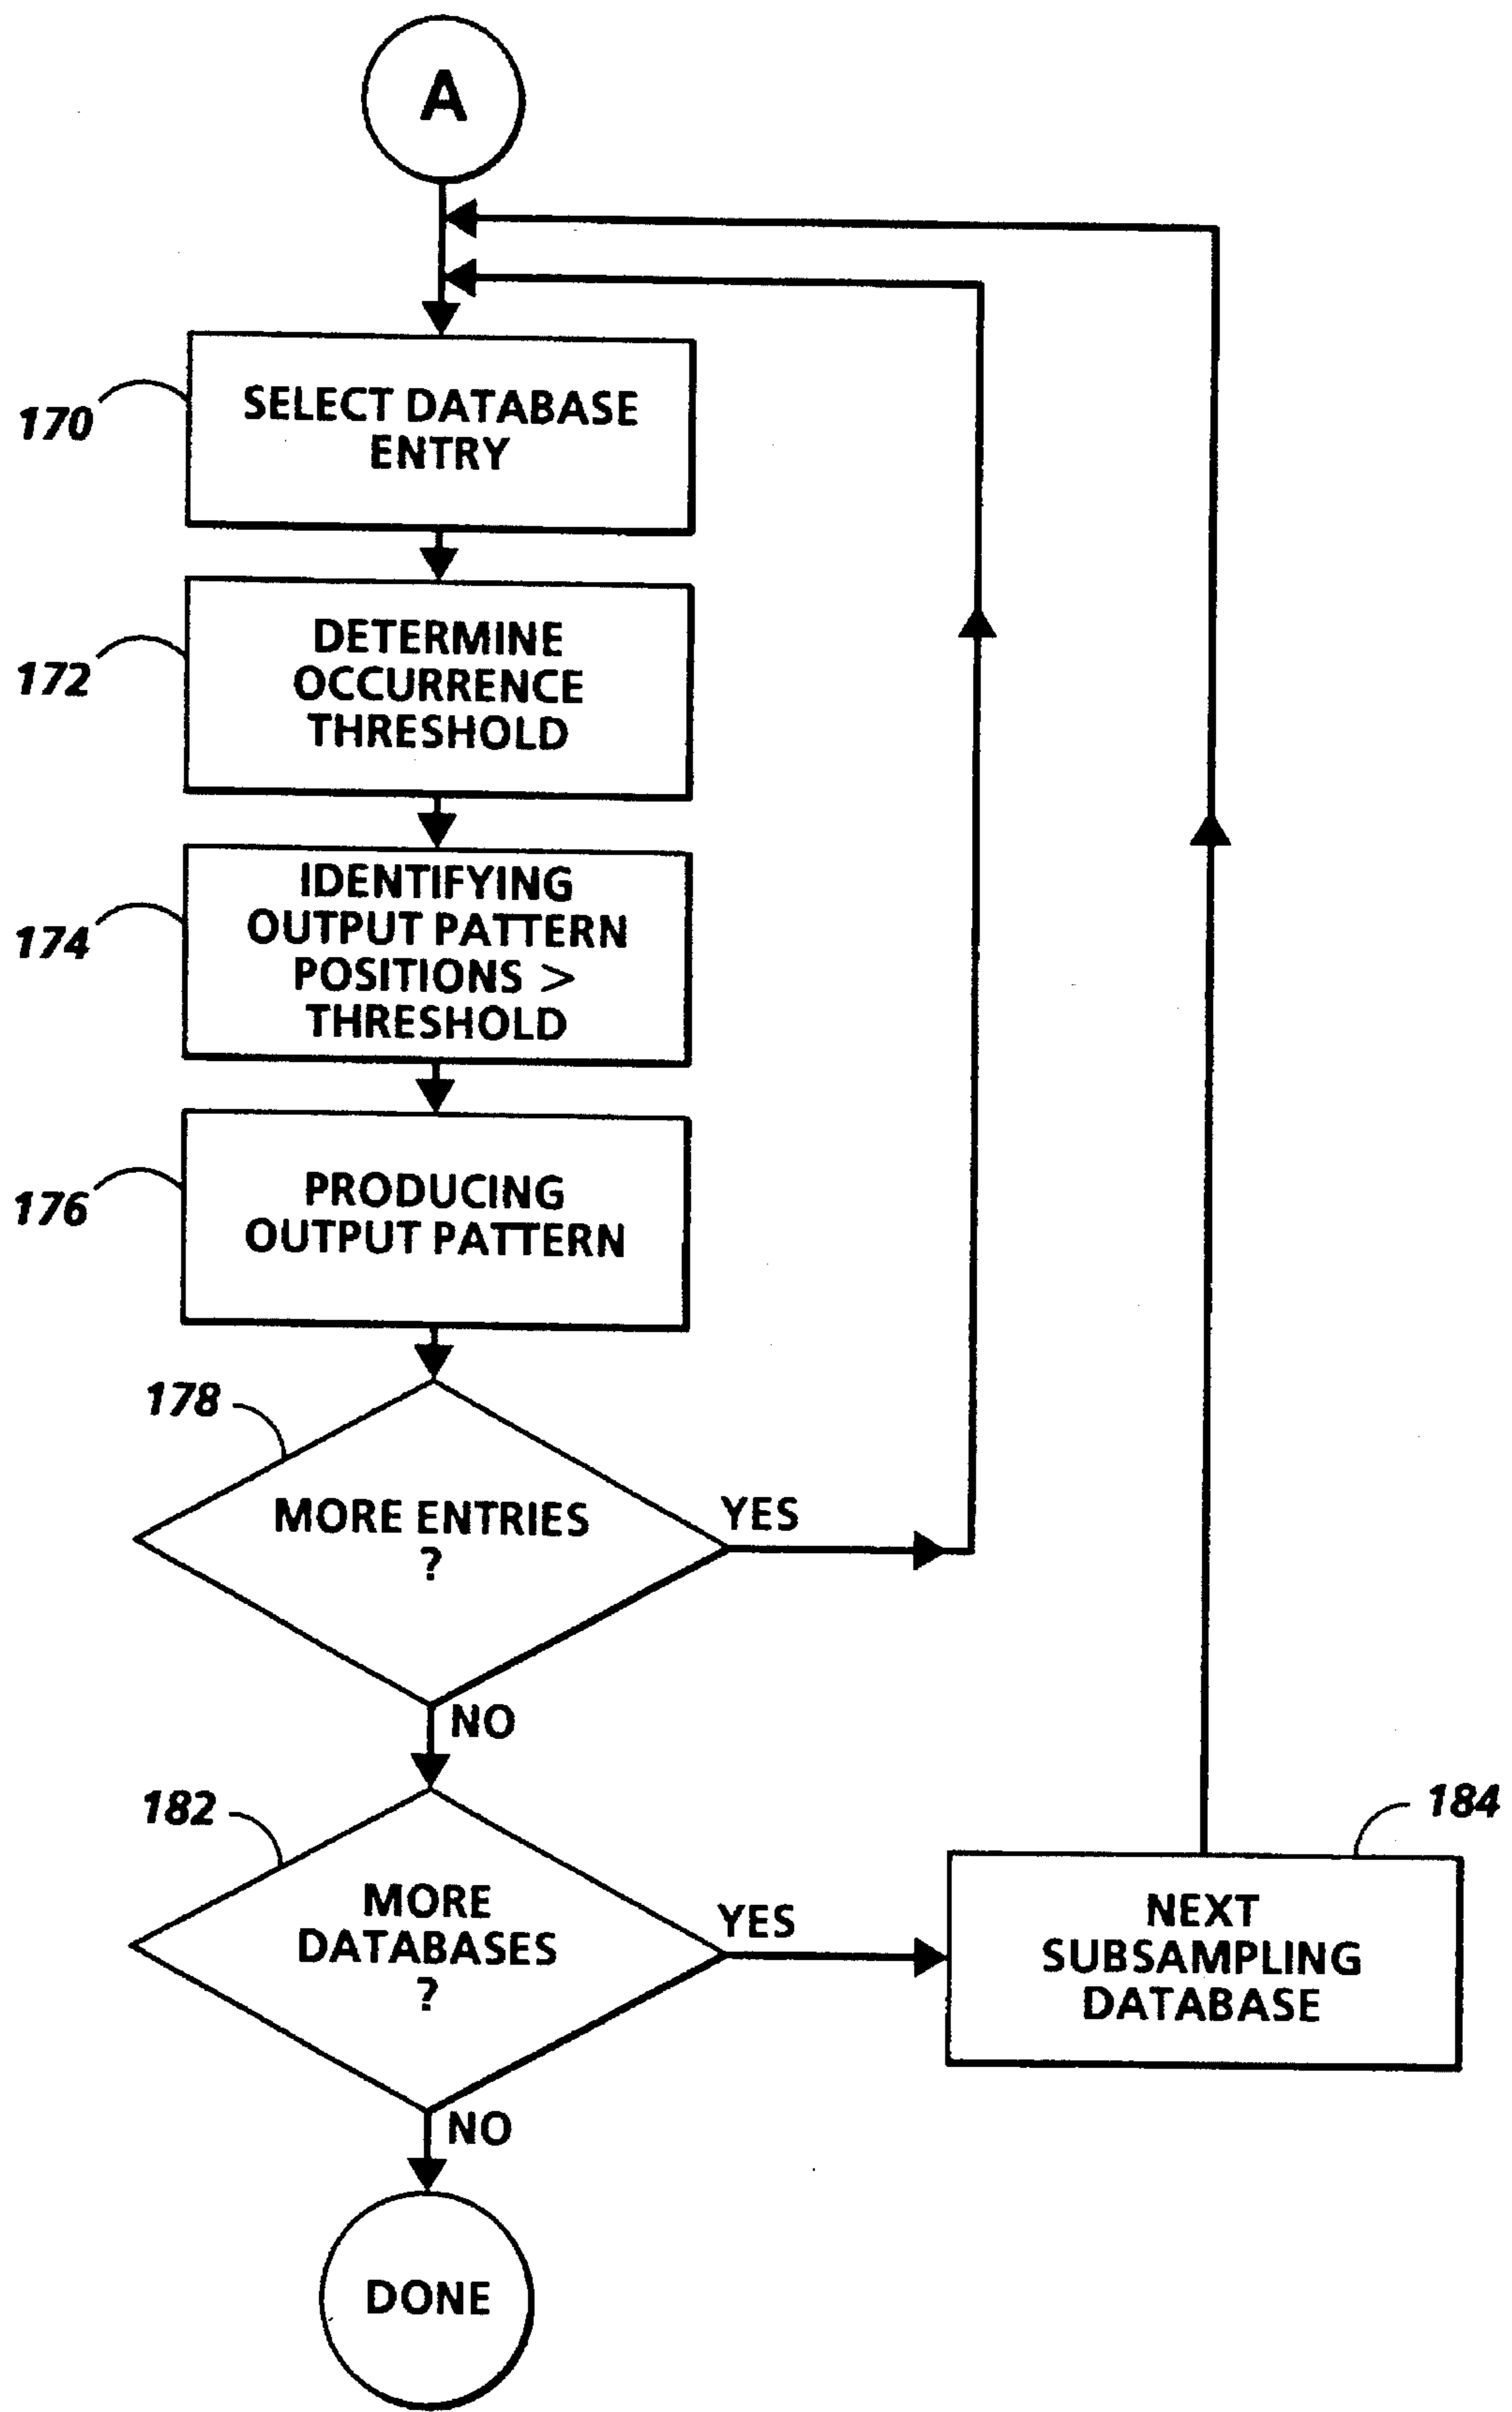 A
170
SELECT DATABASE
ENTRY
172
DETERMINE
OCCURRENCE
THRESHOLD
174
IDENTIFYING
OUTPUT PATTERN
POSITIONS >
THRESHOLD
176
PRODUCING
OUTPUT PATTERN
178
MORE ENTRIES
?
YES
NO
182
MORE
DATABASES
?
YES
184
NEXT
SUBSAMPLING
DATABASE
NO
DONE